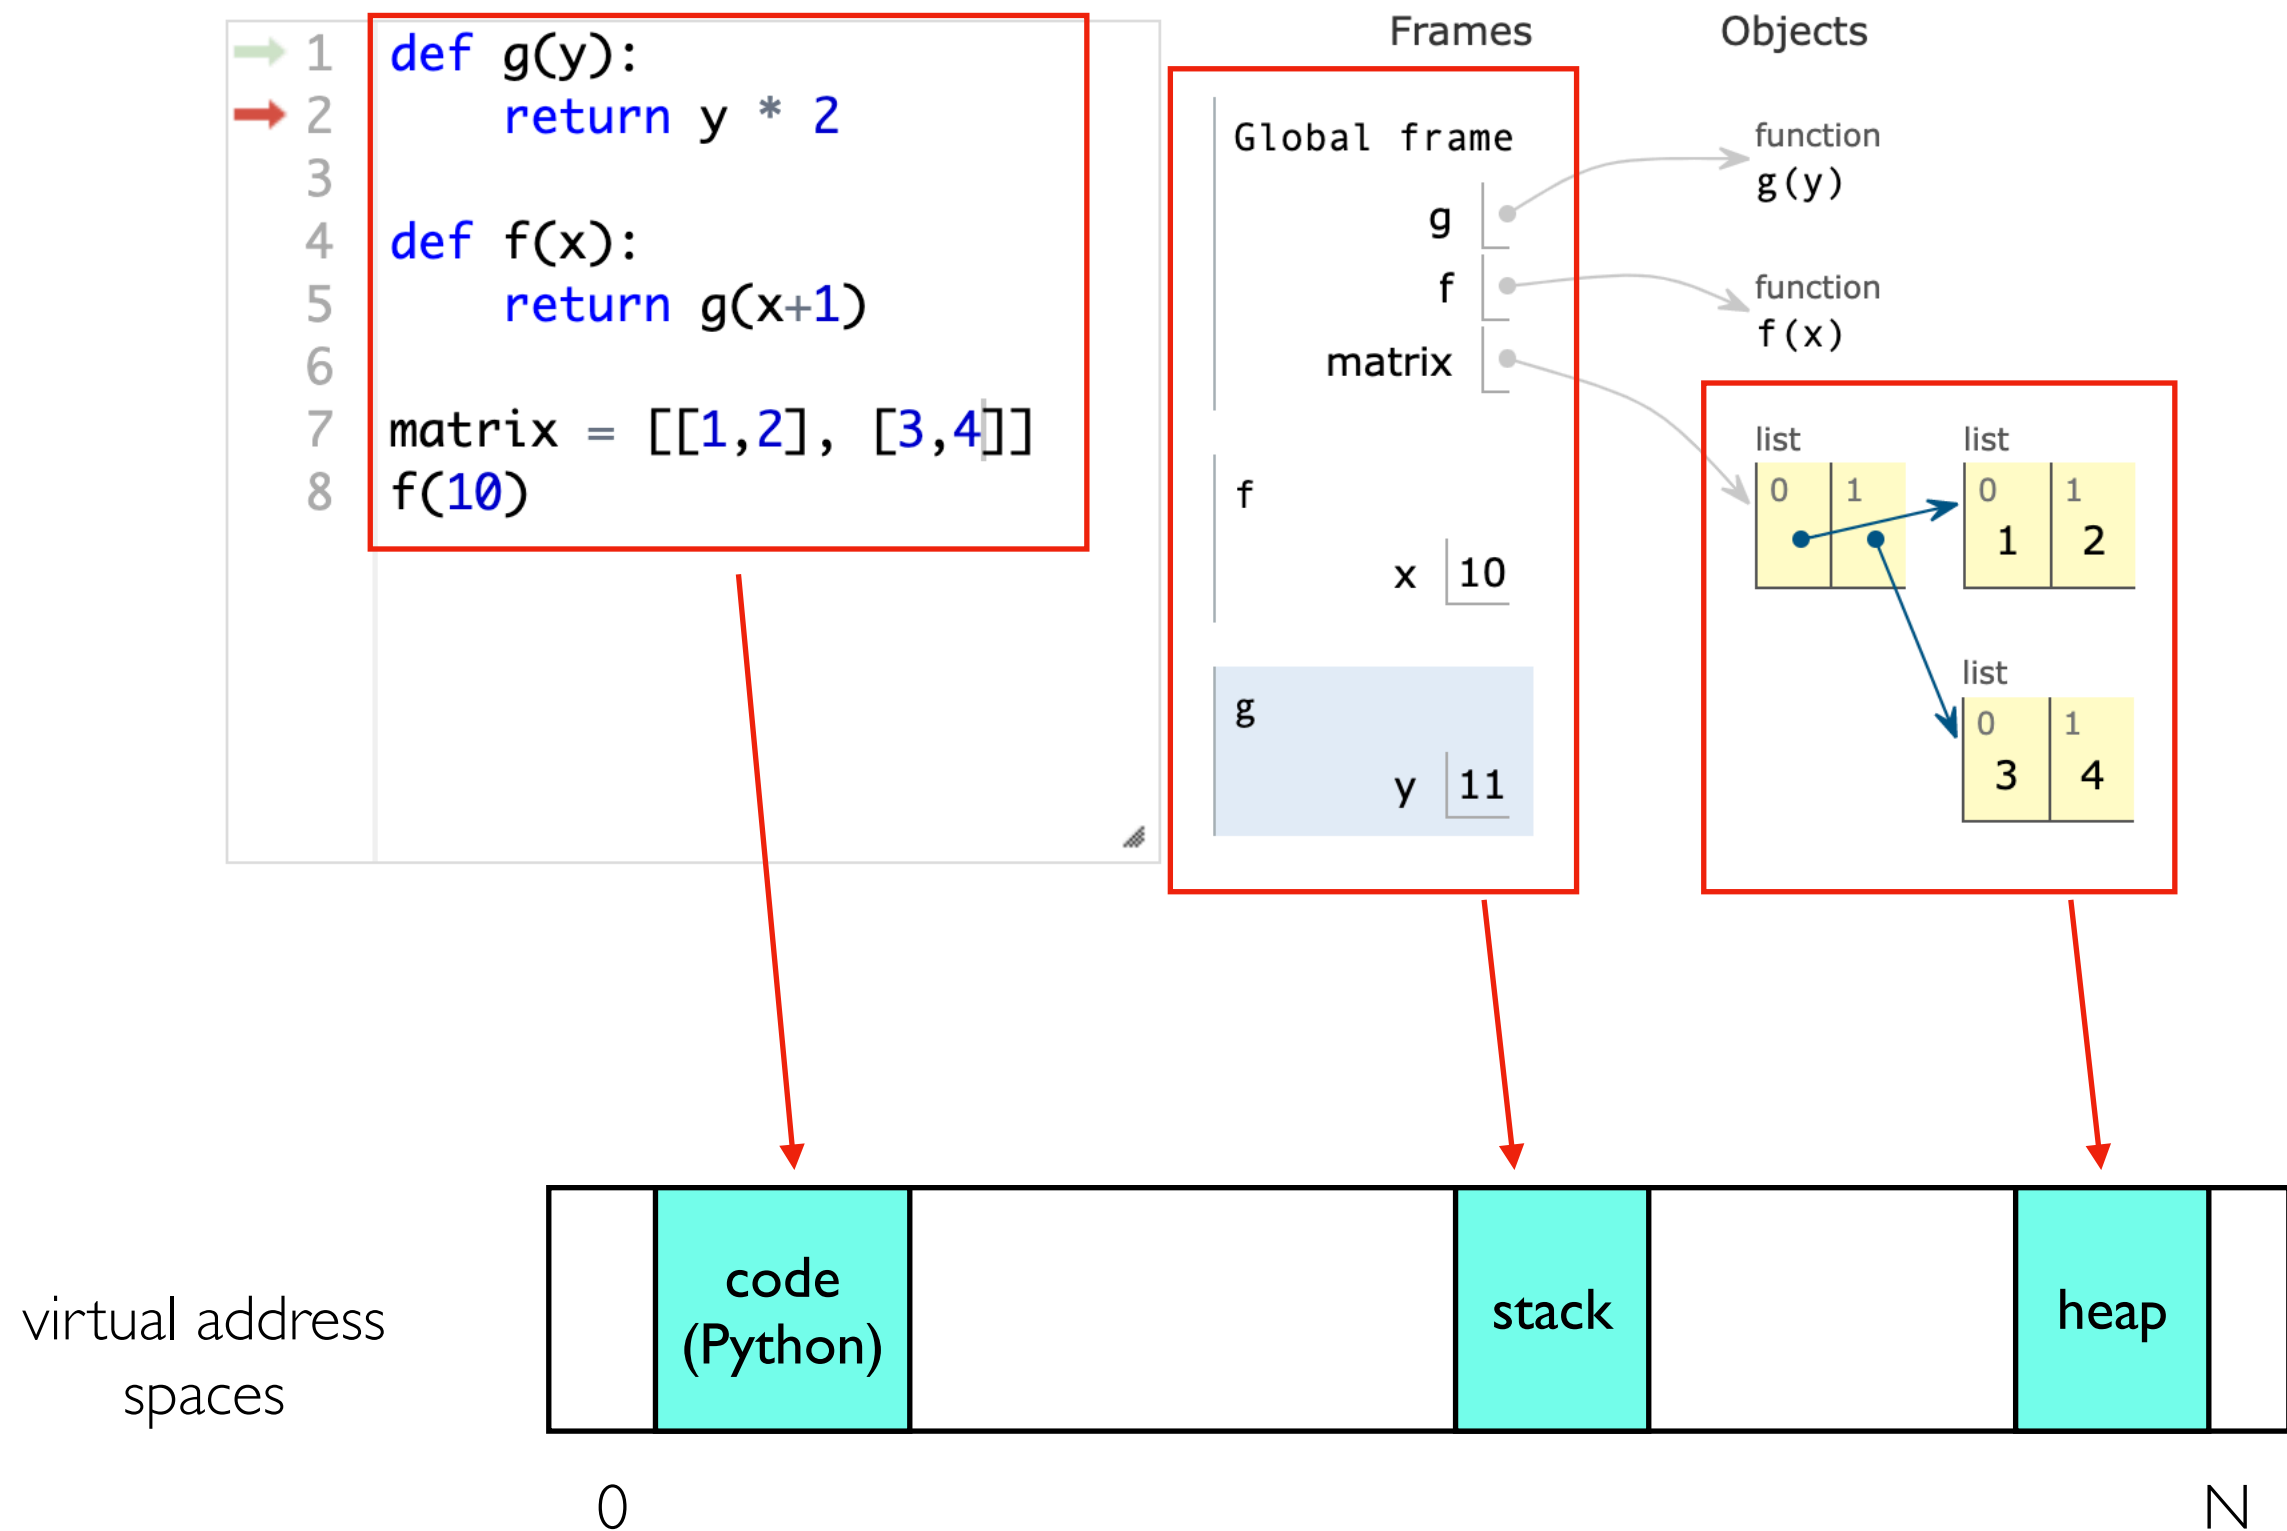 1 def g(y):
2     return y * 2
3
4 def f(x):
5     return g(x+1)
6
7 matrix = [[1,2], [3,4]]
8 f(10)
Frames
Objects
Global frame
g
f
matrix
f
x 10
g
y 11
function
g(y)
function
f(x)
list
0 1
list
0 1
1 2
list
0 1
3 4
virtual address
spaces
code
(Python)
stack
heap
0
N